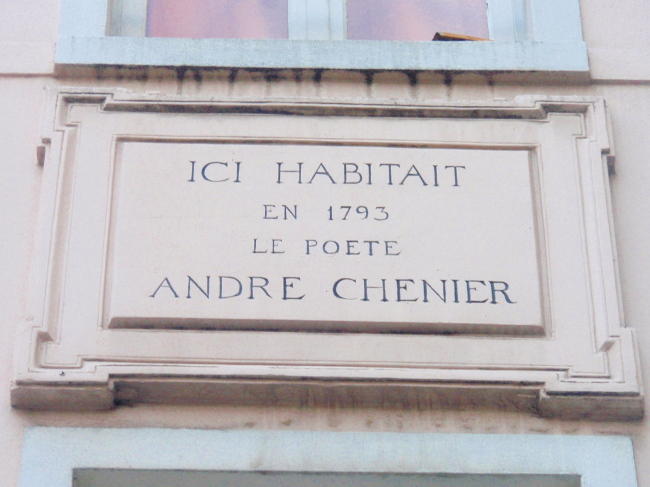 ICI HABITAIT
EN 1793
LE POETE
ANDRE CHENIER